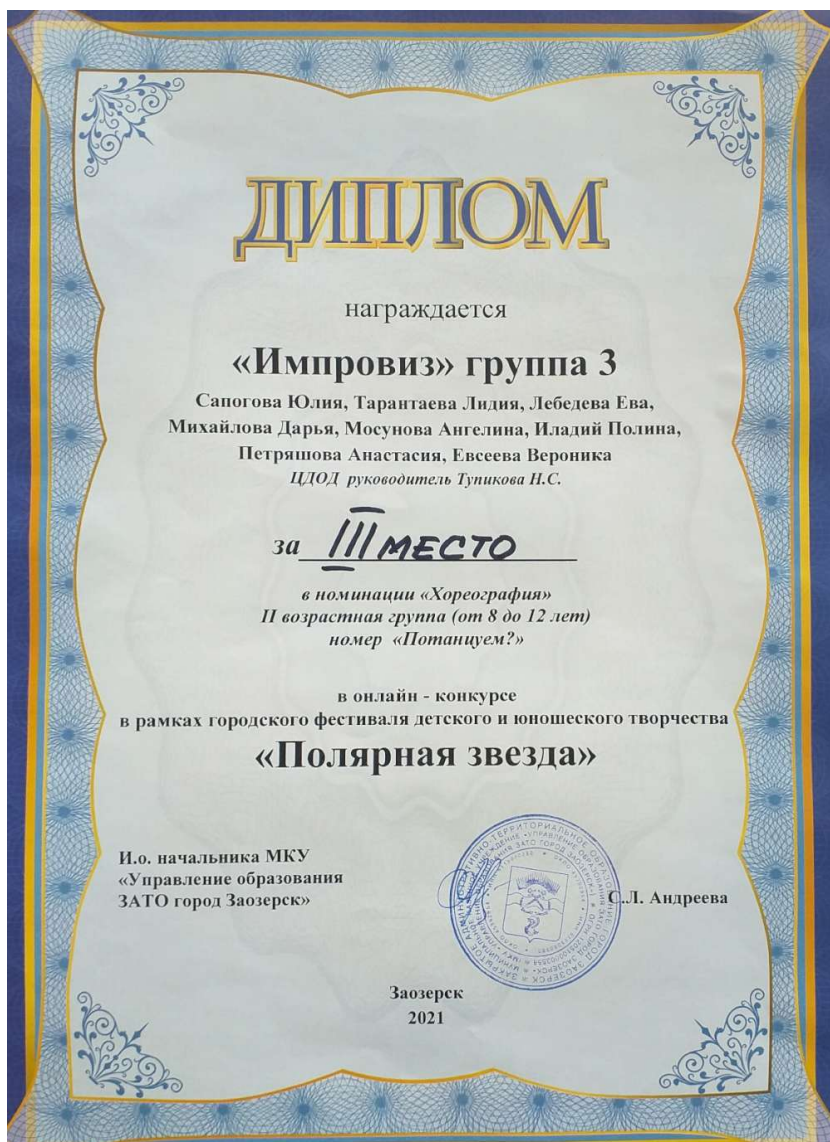 ДИПЛОМ
награждается
«Импровиз» группа 3
Сапогова Юлия, Тарантаева Лидия, Лебедева Ева,
Михайлова Дарья, Мосунова Ангелина, Иладий Полина,
Петряшова Анастасия, Евсеева Вероника
ЦДОД руководитель Тупикова Н.С.
за III МЕСТО
в номинации «Хореография»
II возрастная группа (от 8 до 12 лет)
номер «Потанцуем?»
в онлайн - конкурсе
в рамках городского фестиваля детского и юношеского творчества
«Полярная звезда»
И.о. начальника МКУ
«Управление образования
ЗАТО город Заозерск»
С.Л. Андреева
Заозерск
2021